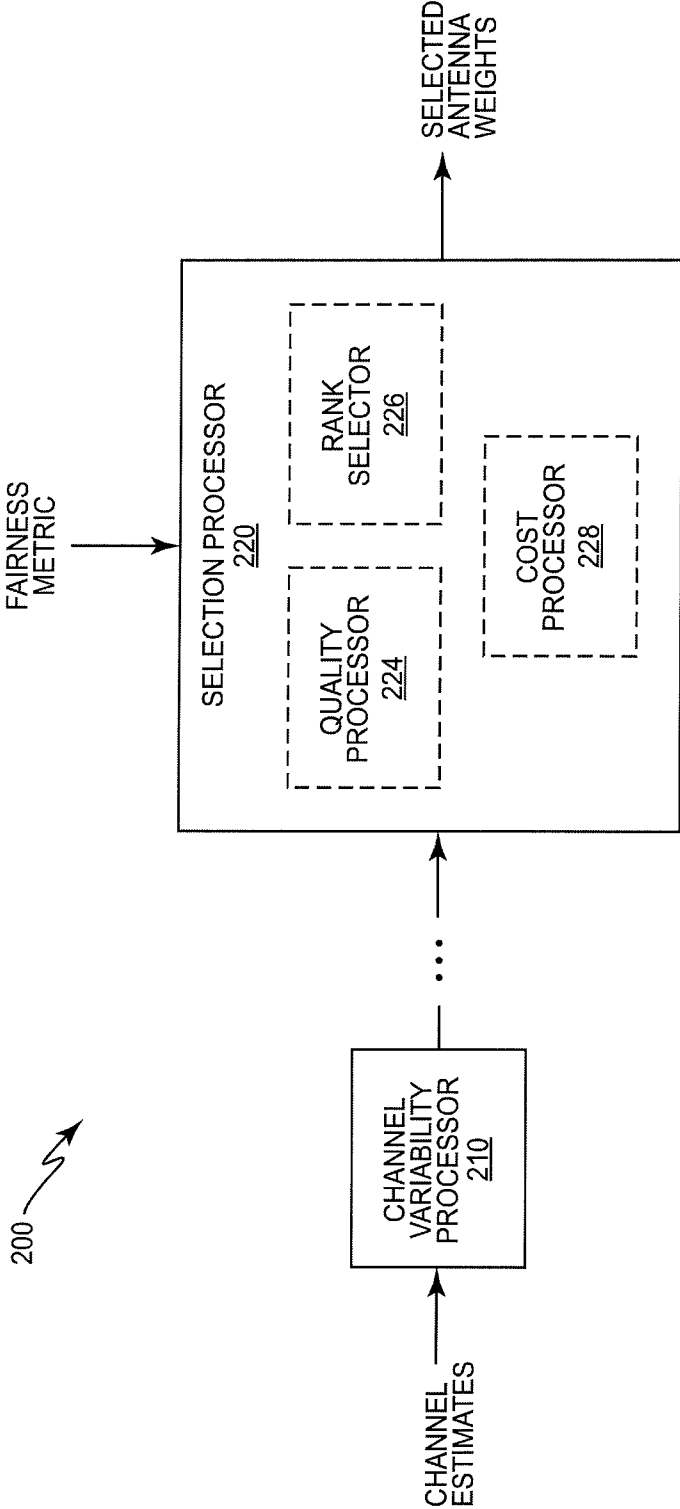 200
CHANNEL
ESTIMATES
CHANNEL
VARIABILITY
PROCESSOR
210
...
FAIRNESS
METRIC
SELECTION PROCESSOR
220
QUALITY
PROCESSOR
224
RANK
SELECTOR
226
COST
PROCESSOR
228
SELECTED
ANTENNA
WEIGHTS